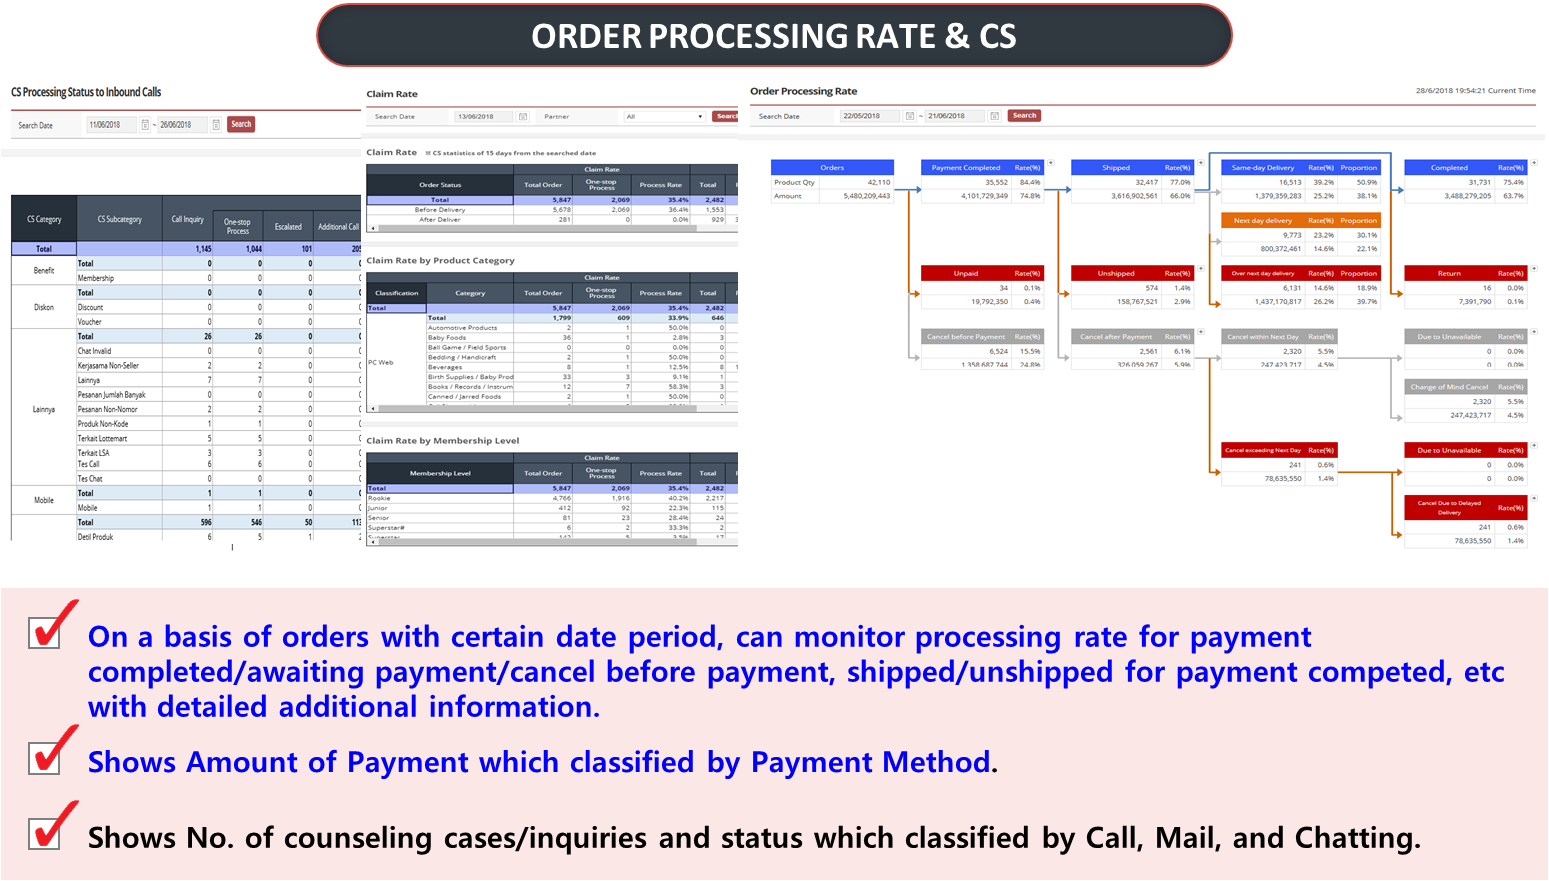 ORDER PROCESSING RATE & CS
CS Processing Status to Inbound Calls
Search Date 11/06/2018 ~ 26/06/2018 Search
CS Category CS Subcategory Call Inquiry One-stop Process Escalated Additional Call
Total 1,145 1,044 101 205
Benefit
Total 0 0 0 0
Membership 0 0 0 0
Diskon
Total 0 0 0 0
Discount 0 0 0 0
Voucher 0 0 0 0
Lainnya
Total 26 26 0 0
Chat Invalid 0 0 0 0
Kerjasama Non-Seller 2 2 0 0
Lainnya 7 7 0 0
Pesanan Jumlah Banyak 0 0 0 0
Pesanan Non-Nomor 2 2 0 0
Produk Non-Kode 1 1 0 0
Terkait Lottemart 5 5 0 0
Terkait LSA 3 3 0 0
Tes Call 6 6 0 0
Tes Chat 0 0 0 0
Mobile
Total 1 1 0 0
Mobile 1 1 0 0
Total 596 546 50 113
Detil Produk 6 5 1 2
Claim Rate
Search Date 13/06/2018 Partner All Search
Claim Rate ※ CS statistics of 15 days from the searched date
Claim Rate
Order Status Total Order One-stop Process Process Rate Total
Total 5,847 2,069 35.4% 2,482
Before Delivery 5,678 2,069 36.4% 1,553
After Deliver 281 0 0.0% 929
Claim Rate by Product Category
Claim Rate
Classification Category Total Order One-stop Process Process Rate Total
Total 5,847 2,069 35.4% 2,482
PC Web
Total 1,799 609 33.9% 646
Automotive Products 2 1 50.0% 0
Baby Foods 36 1 2.8% 3
Ball Game / Field Sports 0 0 0.0% 0
Bedding / Handicraft 2 1 50.0% 0
Beverages 8 1 12.5% 8
Birth Supplies / Baby Prod 33 3 9.1% 1
Books / Records / Instrum 12 7 58.3% 3
Canned / Jarred Foods 2 1 50.0% 0
Claim Rate by Membership Level
Claim Rate
Membership Level Total Order One-stop Process Process Rate Total
Total 5,847 2,069 35.4% 2,482
Rookie 4,766 1,916 40.2% 2,217
Junior 412 92 22.3% 115
Senior 81 23 28.4% 24
Superstar# 6 2 33.3% 2
Superstar 142 5 3.5% 17
Order Processing Rate
28/6/2018 19:54:21 Current Time
Search Date 22/05/2018 ~ 21/06/2018 Search
Orders
Product Qty 42,110
Amount 5,480,209,443
Payment Completed Rate(%)
35,552 84.4%
4,101,729,349 74.8%
Shipped Rate(%)
32,417 77.0%
3,616,902,561 66.0%
Same-day Delivery Rate(%) Proportion
16,513 39.2% 50.9%
1,379,359,283 25.2% 38.1%
Completed Rate(%)
31,731 75.4%
3,488,279,205 63.7%
Next day delivery Rate(%) Proportion
9,773 23.2% 30.1%
800,372,461 14.6% 22.1%
Unpaid Rate(%)
34 0.1%
19,792,350 0.4%
Unshipped Rate(%)
574 1.4%
158,767,521 2.9%
Over next day delivery Rate(%) Proportion
6,131 14.6% 18.9%
1,437,170,817 26.2% 39.7%
Return Rate(%)
16 0.0%
7,391,790 0.1%
Cancel before Payment Rate(%)
6,524 15.5%
1,358,687,744 24.8%
Cancel after Payment Rate(%)
2,561 6.1%
326,059,267 5.9%
Cancel within Next Day Rate(%)
2,320 5.5%
247,423,717 4.5%
Due to Unavailable Rate(%)
0 0.0%
0 0.0%
Change of Mind Cancel Rate(%)
2,320 5.5%
247,423,717 4.5%
Cancel exceeding Next Day Rate(%)
241 0.6%
78,635,550 1.4%
Due to Unavailable Rate(%)
0 0.0%
0 0.0%
Cancel Due to Delayed Delivery Rate(%)
241 0.6%
78,635,550 1.4%
On a basis of orders with certain date period, can monitor processing rate for payment
completed/awaiting payment/cancel before payment, shipped/unshipped for payment competed, etc
with detailed additional information.
Shows Amount of Payment which classified by Payment Method.
Shows No. of counseling cases/inquiries and status which classified by Call, Mail, and Chatting.